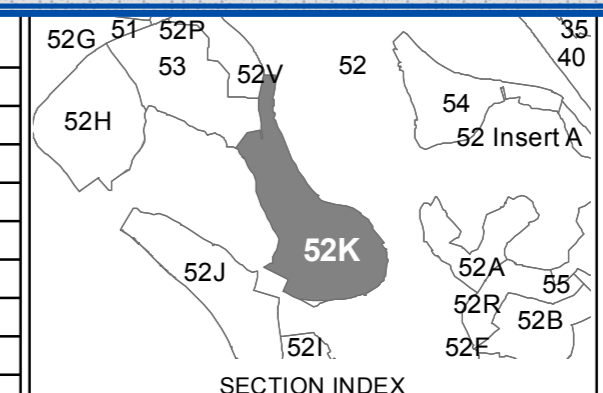 52G 51 52P 35
53 52V 52 40
52H 54
52 Insert A
52K
52J 52A
55
52R 52B
52I 52F
SECTION INDEX